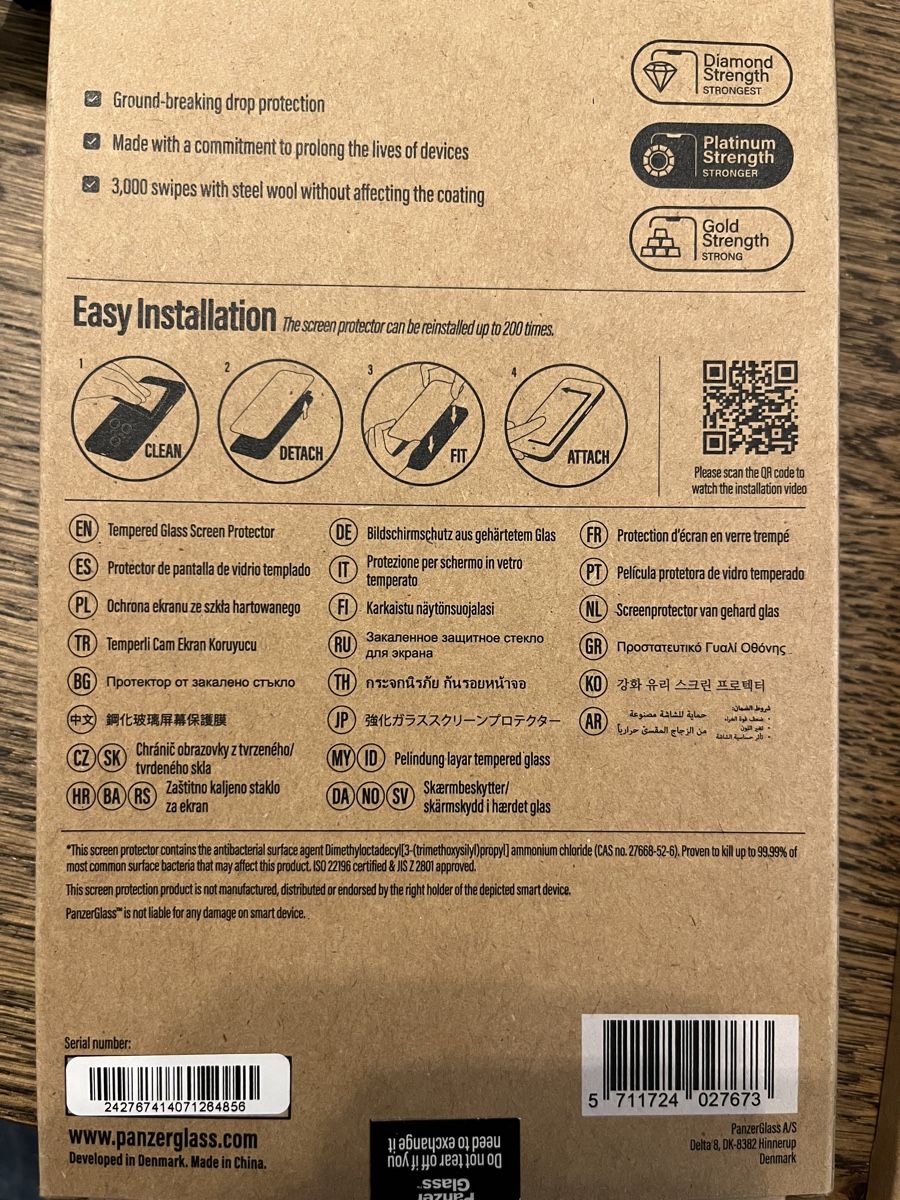 Ground-breaking drop protection
Made with a commitment to prolong the lives of devices
3,000 swipes with steel wool without affecting the coating
Diamond
Strength
STRONGEST
Platinum
Strength
STRONGER
Gold
Strength
STRONG
Easy Installation The screen protector can be reinstalled up to 200 times.
1
CLEAN
2
DETACH
3
FIT
4
ATTACH
Please scan the QR code to
watch the installation video
EN Tempered Glass Screen Protector
DE Bildschirmschutz aus gehärtetem Glas
FR Protection d'écran en verre trempé
ES Protector de pantalla de vidrio templado
IT Protezione per schermo in vetro
temperato
PT Película protetora de vidro temperado
PL Ochrona ekranu ze szkła hartowanego
FI Karkaistu näytönsuojalasi
NL Screenprotector van gehard glas
TR Temperli Cam Ekran Koruyucu
RU Закаленное защитное стекло
для экрана
GR Προστατευτικό Γυαλί Οθόνης
BG Протектор от закалено стъкло
TH กระจกนิรภัย กันรอยหน้าจอ
KO 강화 유리 스크린 프로텍터
中文 鋼化玻璃屏幕保護膜
JP 強化ガラススクリーンプロテクター
AR حماية للشاشة مصنوعة
من الزجاج المقسّى حرارياً
شروط الضمان:
CZ SK Chránič obrazovky z tvrzeného/
tvrdeného skla
MY ID Pelindung layar tempered glass
HR BA RS Zaštitno kaljeno staklo
za ekran
DA NO SV Skærmbeskytter/
skärmskydd i hærdet glas
*This screen protector contains the antibacterial surface agent Dimethyloctadecyl[3-(trimethoxysilyl)propyl] ammonium chloride (CAS no. 27668-52-6). Proven to kill up to 99.99% of
most common surface bacteria that may affect this product. ISO 22196 certified & JIS Z 2801 approved.
This screen protection product is not manufactured, distributed or endorsed by the right holder of the depicted smart device.
PanzerGlass™ is not liable for any damage on smart device.
Serial number:
242767414071264856
5 711724 027673
www.panzerglass.com
Developed in Denmark. Made in China.
PanzerGlass A/S
Delta 8, DK-8382 Hinnerup
Denmark
Do not tear off if you
need to exchange it
Panzer
Glass™